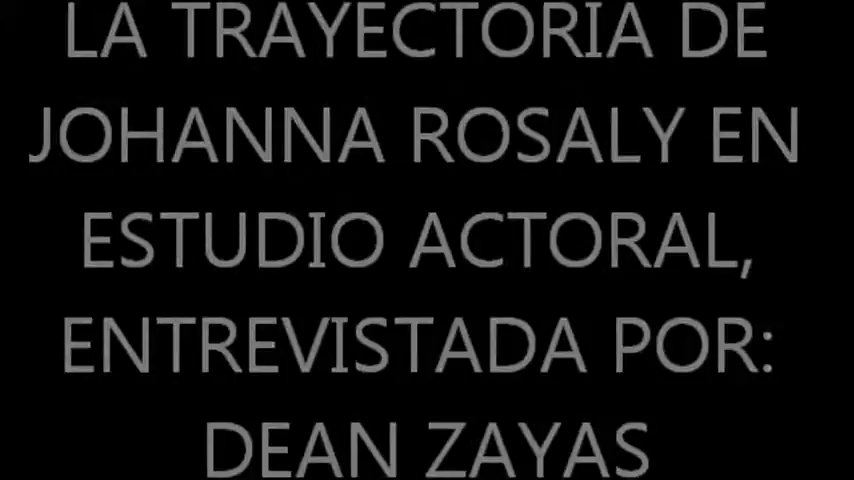 LA TRAYECTORIA DE
JOHANNA ROSALY EN
ESTUDIO ACTORAL,
ENTREVISTADA POR:
DEAN ZAYAS